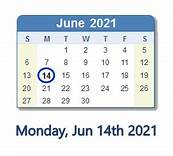 June 2021
S M T W T F S
1 2 3 4 5
6 7 8 9 10 11 12
13 14 15 16 17 18 19
20 21 22 23 24 25 26
27 28 29 30
Monday, Jun 14th 2021